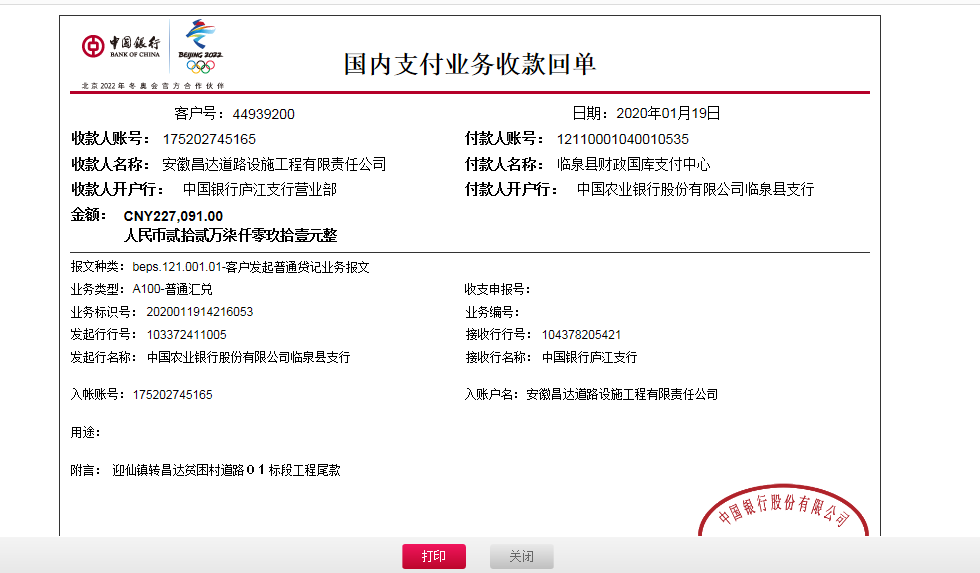 中国银行
BANK OF CHINA
BEIJING 2022
北京2022年冬奥会官方合作伙伴
国内支付业务收款回单
客户号：44939200 日期：2020年01月19日
收款人账号：175202745165 付款人账号：12110001040010535
收款人名称：安徽昌达道路设施工程有限责任公司 付款人名称：临泉县财政国库支付中心
收款人开户行：中国银行庐江支行营业部 付款人开户行：中国农业银行股份有限公司临泉县支行
金额：CNY227,091.00
人民币贰拾贰万柒仟零玖拾壹元整
报文种类：beps.121.001.01-客户发起普通贷记业务报文
业务类型：A100-普通汇兑 收支申报号：
业务标识号：2020011914216053 业务编号：
发起行行号：103372411005 接收行行号：104378205421
发起行名称：中国农业银行股份有限公司临泉县支行 接收行名称：中国银行庐江支行
入帐账号：175202745165 入账户名：安徽昌达道路设施工程有限责任公司
用途：
附言：迎仙镇转昌达贫困村道路０１标段工程尾款
中国银行股份有限公司
打印 关闭